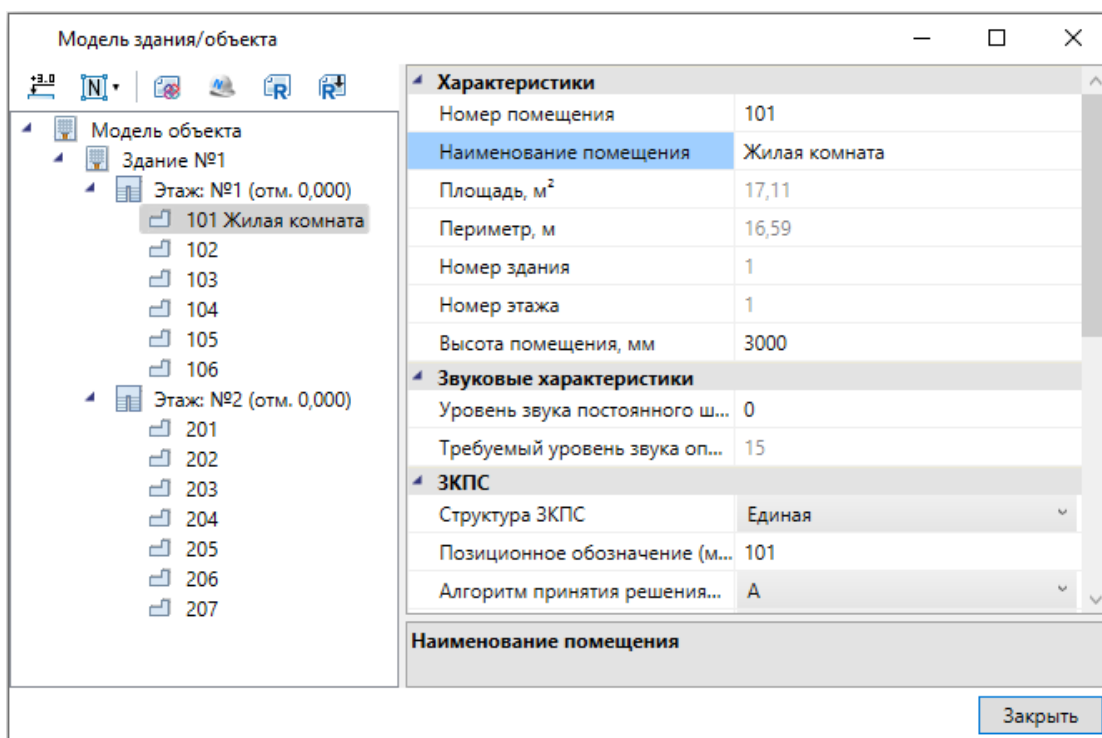 Модель здания/объекта
+3.0
N
R
R
Модель объекта
Здание №1
Этаж: №1 (отм. 0,000)
101 Жилая комната
102
103
104
105
106
Этаж: №2 (отм. 0,000)
201
202
203
204
205
206
207
Характеристики
Номер помещения 101
Наименование помещения Жилая комната
Площадь, м² 17,11
Периметр, м 16,59
Номер здания 1
Номер этажа 1
Высота помещения, мм 3000
Звуковые характеристики
Уровень звука постоянного ш... 0
Требуемый уровень звука оп... 15
ЗКПС
Структура ЗКПС Единая
Позиционное обозначение (м... 101
Алгоритм принятия решения... А
Наименование помещения
Закрыть